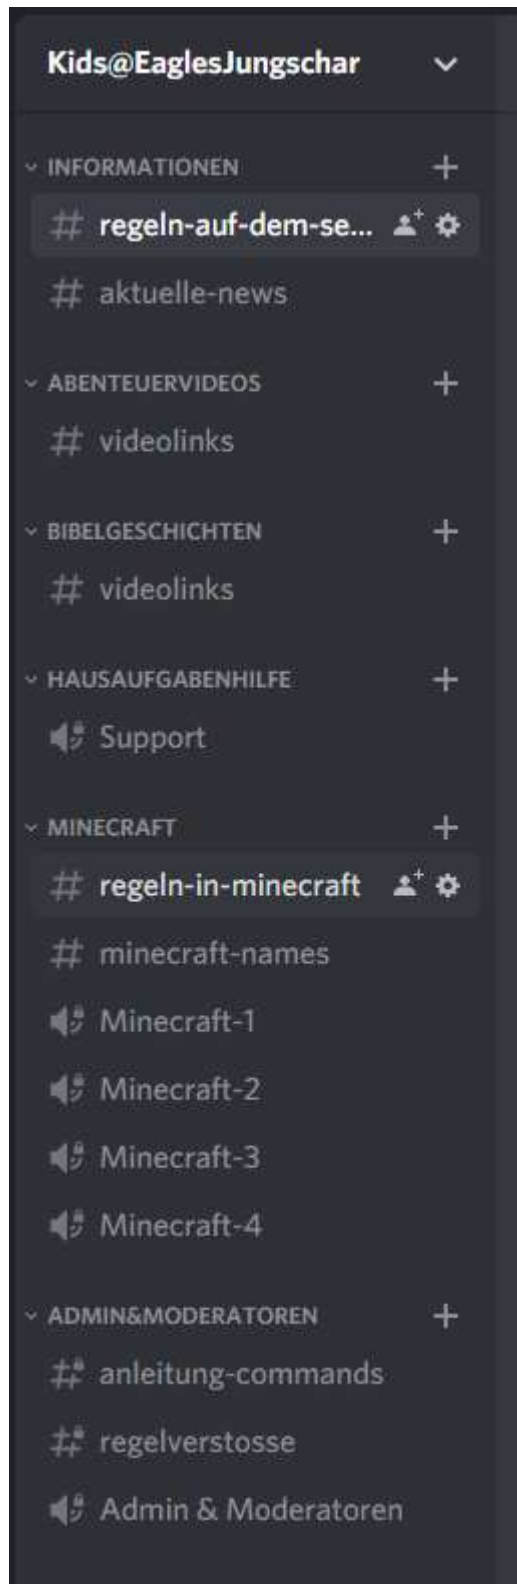 Kids@EaglesJungschar
INFORMATIONEN
# regeln-auf-dem-se...
# aktuelle-news
ABENTEUERVIDEOS
# videolinks
BIBELGESCHICHTEN
# videolinks
HAUSAUFGABENHILFE
Support
MINECRAFT
# regeln-in-minecraft
# minecraft-names
Minecraft-1
Minecraft-2
Minecraft-3
Minecraft-4
ADMIN&MODERATOREN
# anleitung-commands
# regelverstosse
Admin & Moderatoren